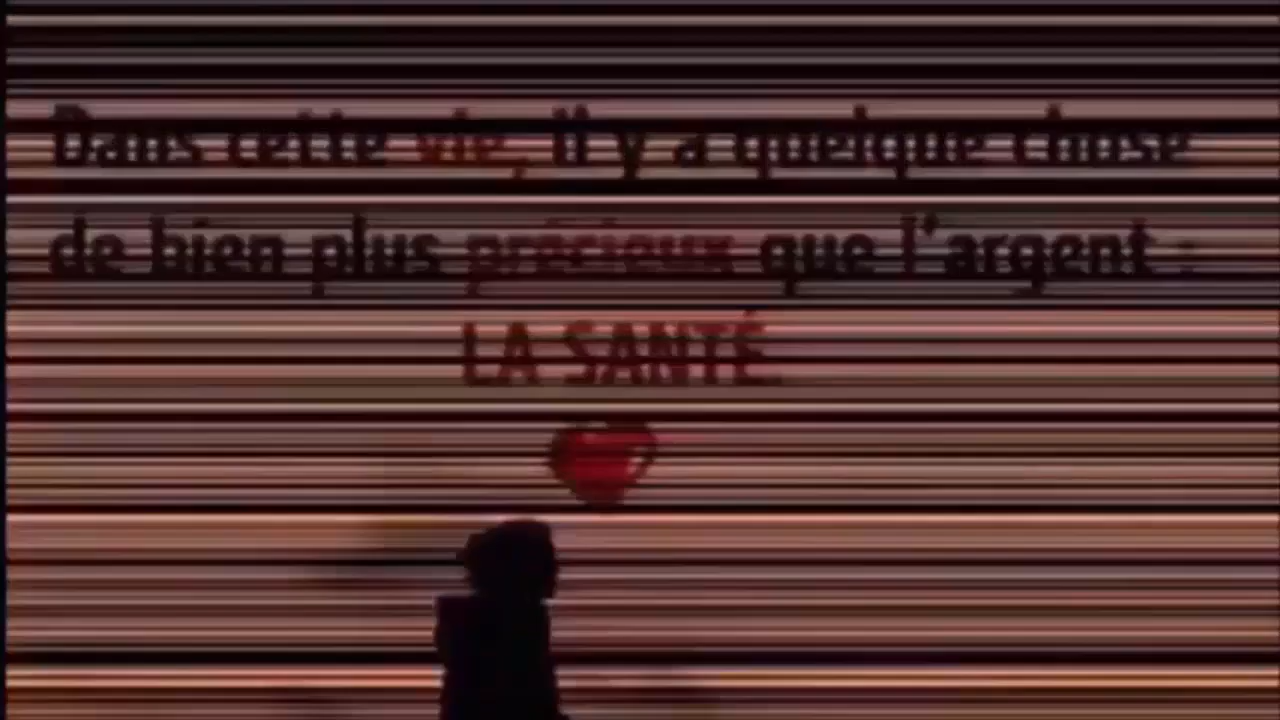 Dans cette vie, il y a quelque chose
de bien plus précieux que l'argent :
LA SANTÉ.